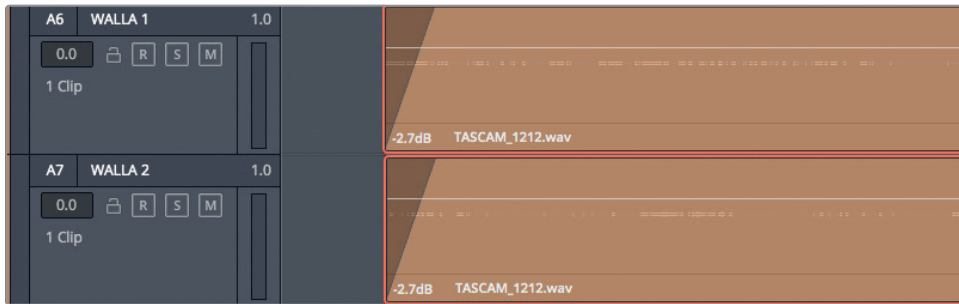 A6 WALLA 1 1.0
0.0 R S M
1 Clip
-2.7dB TASCAM_1212.wav
A7 WALLA 2 1.0
0.0 R S M
1 Clip
-2.7dB TASCAM_1212.wav